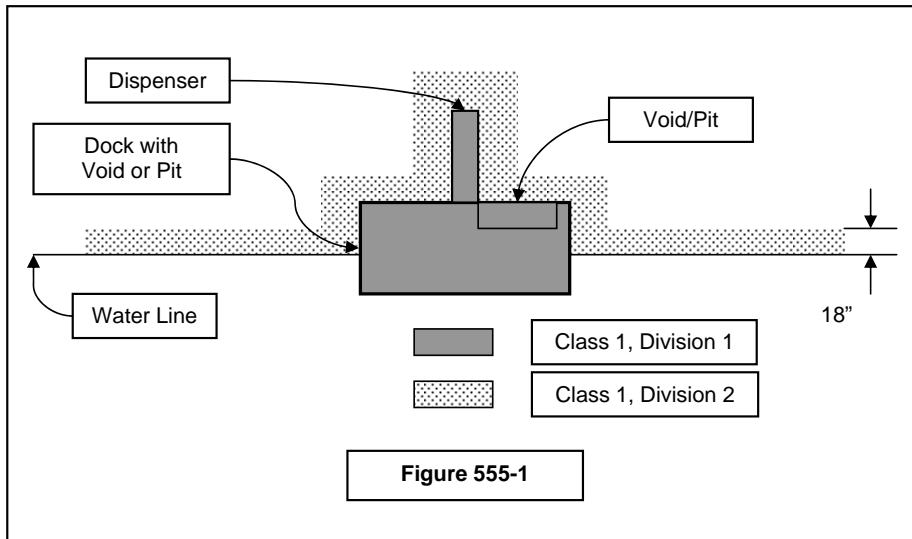 Dispenser
Void/Pit
Dock with
Void or Pit
Water Line
18”
Class 1, Division 1
Class 1, Division 2
Figure 555-1